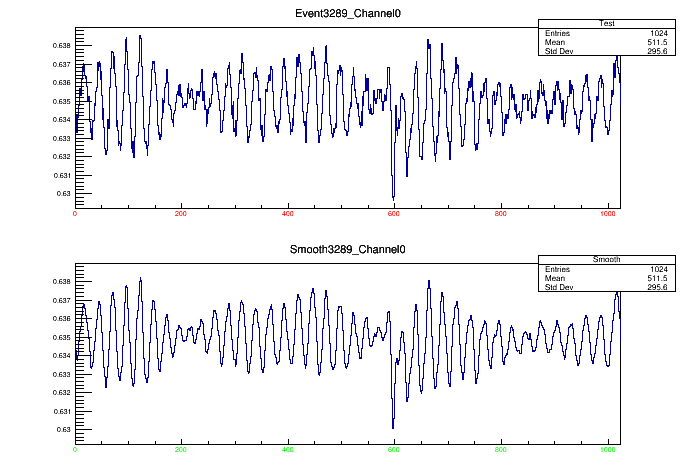 Event3289_Channel0
Test
Entries 1024
Mean 511.5
Std Dev 295.6
0.638
0.637
0.636
0.635
0.634
0.633
0.632
0.631
0.63
0 200 400 600 800 1000
Smooth3289_Channel0
Smooth
Entries 1024
Mean 511.5
Std Dev 295.6
0.638
0.637
0.636
0.635
0.634
0.633
0.632
0.631
0.63
0 200 400 600 800 1000